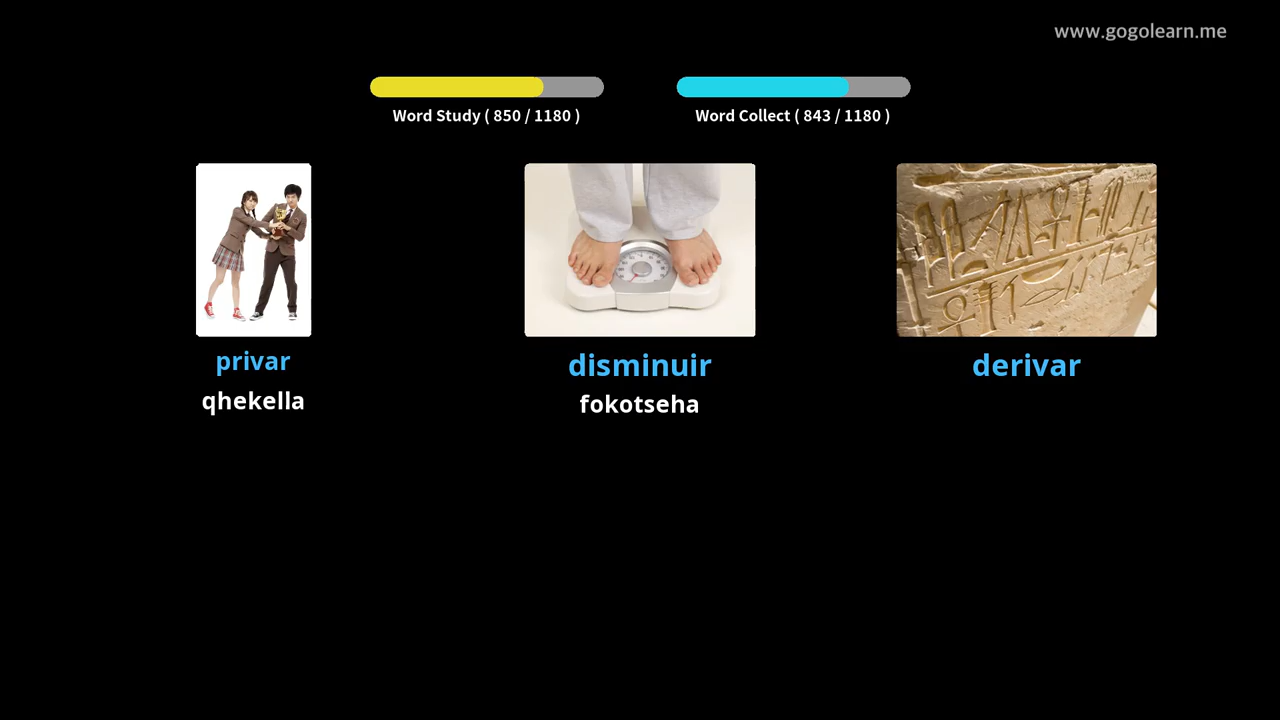 www.gogolearn.me
Word Study ( 850 / 1180 )
Word Collect ( 843 / 1180 )
privar
qhekella
disminuir
fokotseha
derivar